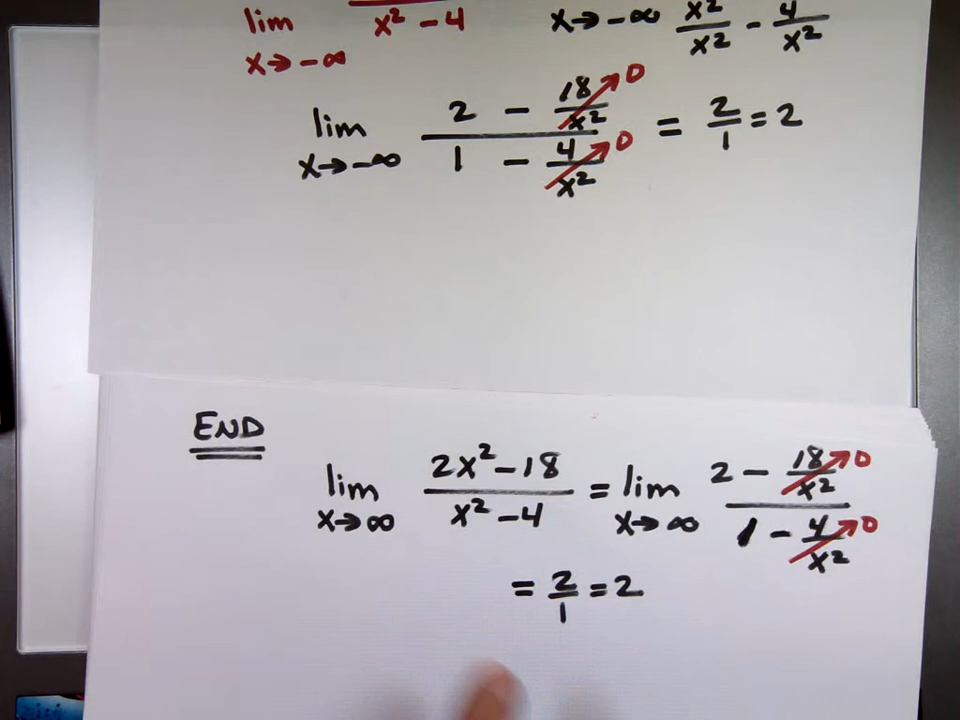 lim x→-∞ x² - 4 x→-∞ x²/x² - 4/x²
lim x→-∞ (2 - 18/x² → 0)/(1 - 4/x² → 0) = 2/1 = 2
END
lim x→∞ (2x² - 18)/(x² - 4) = lim x→∞ (2 - 18/x² → 0)/(1 - 4/x² → 0)
= 2/1 = 2